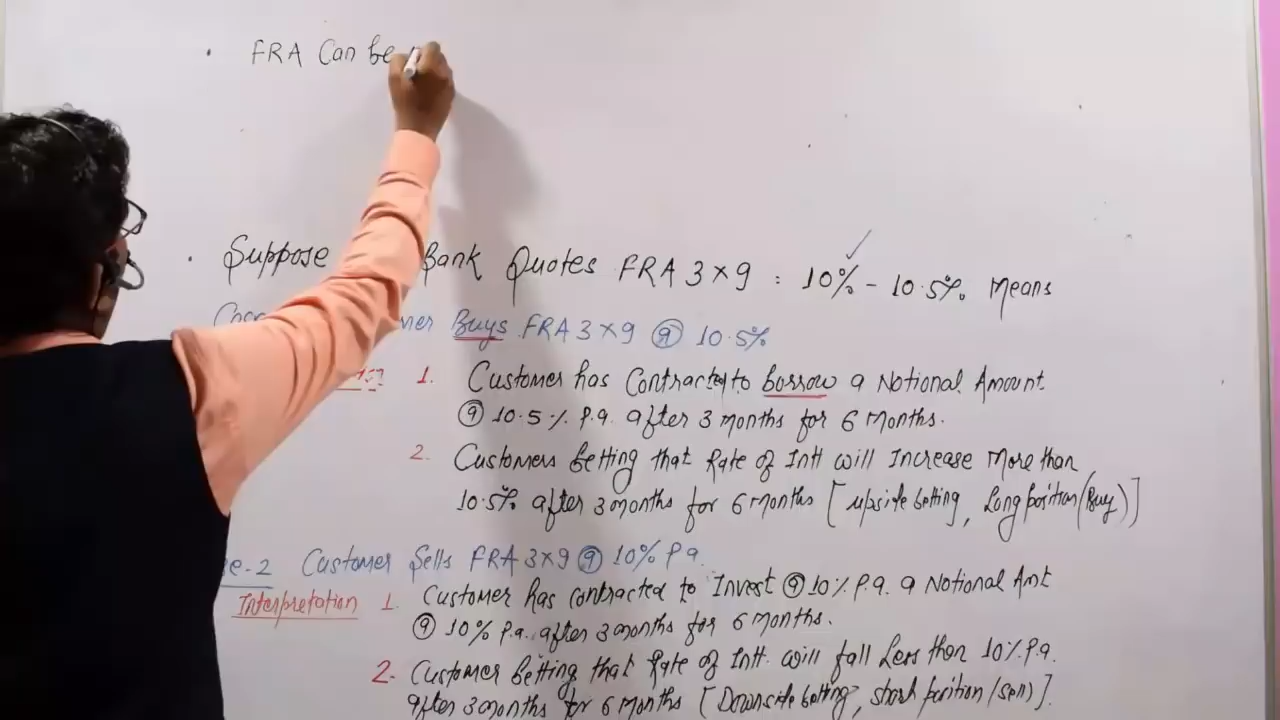 • FRA Can be
• Suppose Bank Quotes FRA 3×9 : 10% - 10.5% Means
Buys FRA 3×9 @ 10.5%
1. Customer has Contracted to borrow a Notional Amount
@ 10.5% P.a. after 3 months for 6 Months.
2. Customers betting that Rate of Intt will Increase More than
10.5% after 3 months for 6 months [upside betting, Long position/(Buy)]
Customer Sells FRA 3×9 @ 10% P.a.
Interpretation 1. Customer has contracted to Invest @ 10% P.a. a Notional Amt
@ 10% P.a. after 3 months for 6 months.
2. Customer betting that Rate of Intt. will fall Less than 10% P.a.
after 3 months for 6 months [Downside betting, short position/(Sell)].